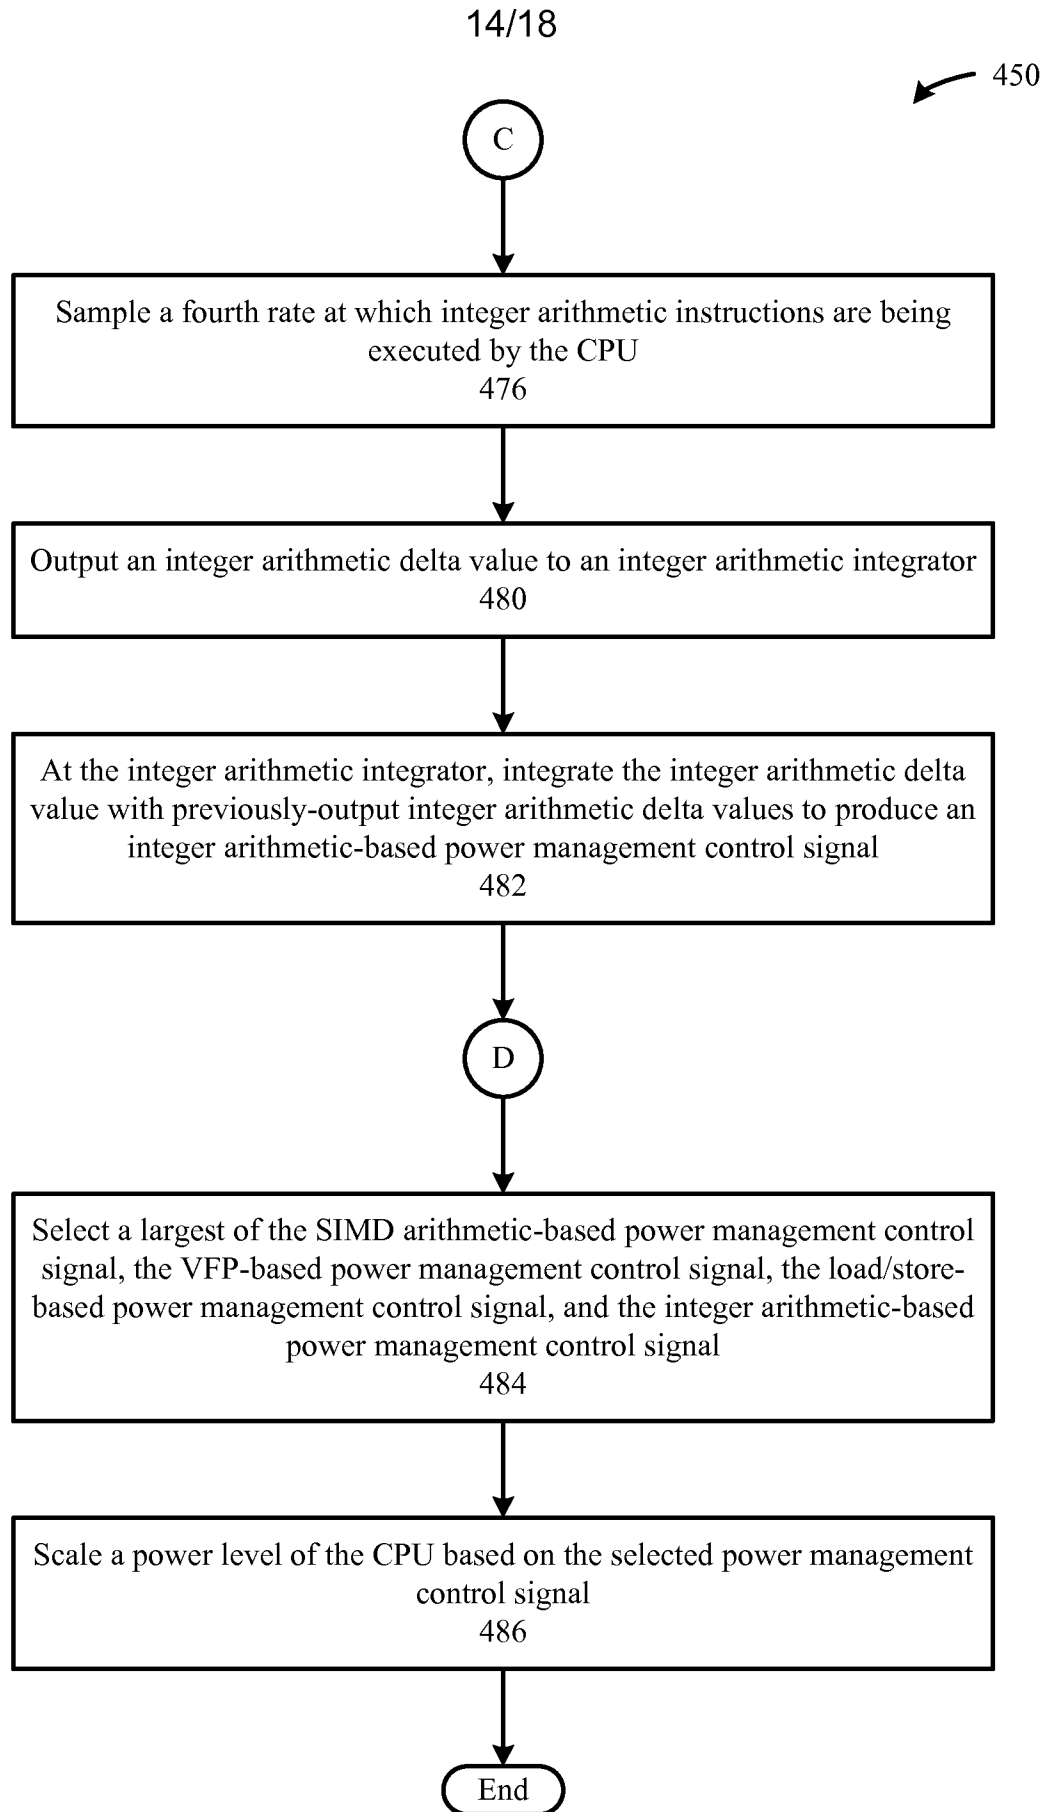 14/18
450
C
Sample a fourth rate at which integer arithmetic instructions are being
executed by the CPU
476
Output an integer arithmetic delta value to an integer arithmetic integrator
480
At the integer arithmetic integrator, integrate the integer arithmetic delta
value with previously-output integer arithmetic delta values to produce an
integer arithmetic-based power management control signal
482
D
Select a largest of the SIMD arithmetic-based power management control
signal, the VFP-based power management control signal, the load/store-
based power management control signal, and the integer arithmetic-based
power management control signal
484
Scale a power level of the CPU based on the selected power management
control signal
486
End